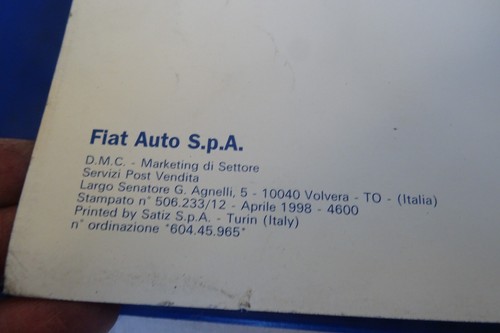 Fiat Auto S.p.A.
D.M.C. - Marketing di Settore
Servizi Post Vendita
Largo Senatore G. Agnelli, 5 - 10040 Volvera - TO - (Italia)
Stampato n° 506.233/12 - Aprile 1998 - 4600
Printed by Satiz S.p.A. - Turin (Italy)
n° ordinazione "604.45.965"